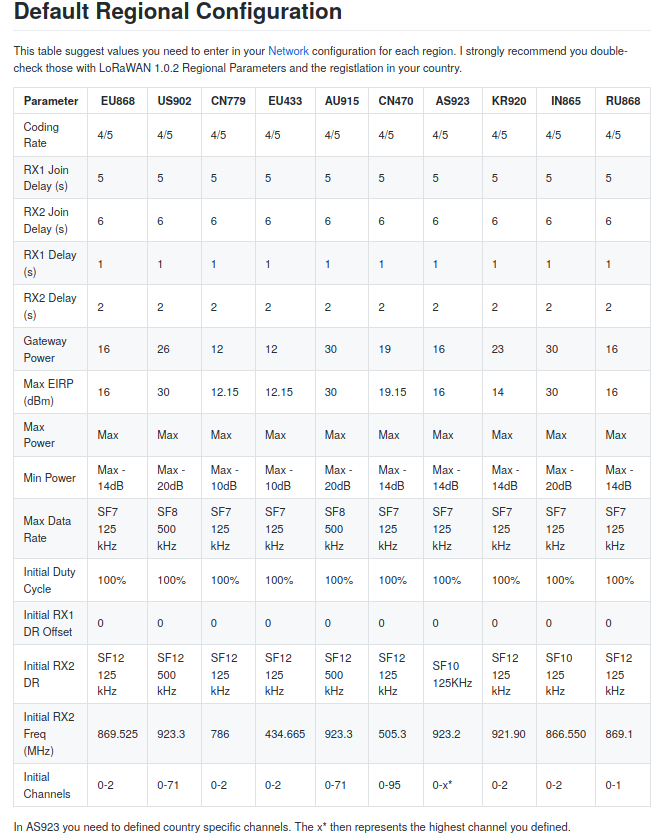 Default Regional Configuration
This table suggest values you need to enter in your Network configuration for each region. I strongly recommend you double-
check those with LoRaWAN 1.0.2 Regional Parameters and the registlation in your country.
Parameter EU868 US902 CN779 EU433 AU915 CN470 AS923 KR920 IN865 RU868
Coding Rate 4/5 4/5 4/5 4/5 4/5 4/5 4/5 4/5 4/5 4/5
RX1 Join Delay (s) 5 5 5 5 5 5 5 5 5 5
RX2 Join Delay (s) 6 6 6 6 6 6 6 6 6 6
RX1 Delay (s) 1 1 1 1 1 1 1 1 1 1
RX2 Delay (s) 2 2 2 2 2 2 2 2 2 2
Gateway Power 16 26 12 12 30 19 16 23 30 16
Max EIRP (dBm) 16 30 12.15 12.15 30 19.15 16 14 30 16
Max Power Max Max Max Max Max Max Max Max Max Max
Min Power Max - 14dB Max - 20dB Max - 10dB Max - 10dB Max - 20dB Max - 14dB Max - 14dB Max - 14dB Max - 20dB Max - 14dB
Max Data Rate SF7 125 kHz SF8 500 kHz SF7 125 kHz SF7 125 kHz SF8 500 kHz SF7 125 kHz SF7 125 kHz SF7 125 kHz SF7 125 kHz SF7 125 kHz
Initial Duty Cycle 100% 100% 100% 100% 100% 100% 100% 100% 100% 100%
Initial RX1 DR Offset 0 0 0 0 0 0 0 0 0 0
Initial RX2 DR SF12 125 kHz SF12 500 kHz SF12 125 kHz SF12 125 kHz SF12 500 kHz SF12 125 kHz SF10 125KHz SF12 125 kHz SF10 125 kHz SF12 125 kHz
Initial RX2 Freq (MHz) 869.525 923.3 786 434.665 923.3 505.3 923.2 921.90 866.550 869.1
Initial Channels 0-2 0-71 0-2 0-2 0-71 0-95 0-x* 0-2 0-2 0-1
In AS923 you need to defined country specific channels. The x* then represents the highest channel you defined.